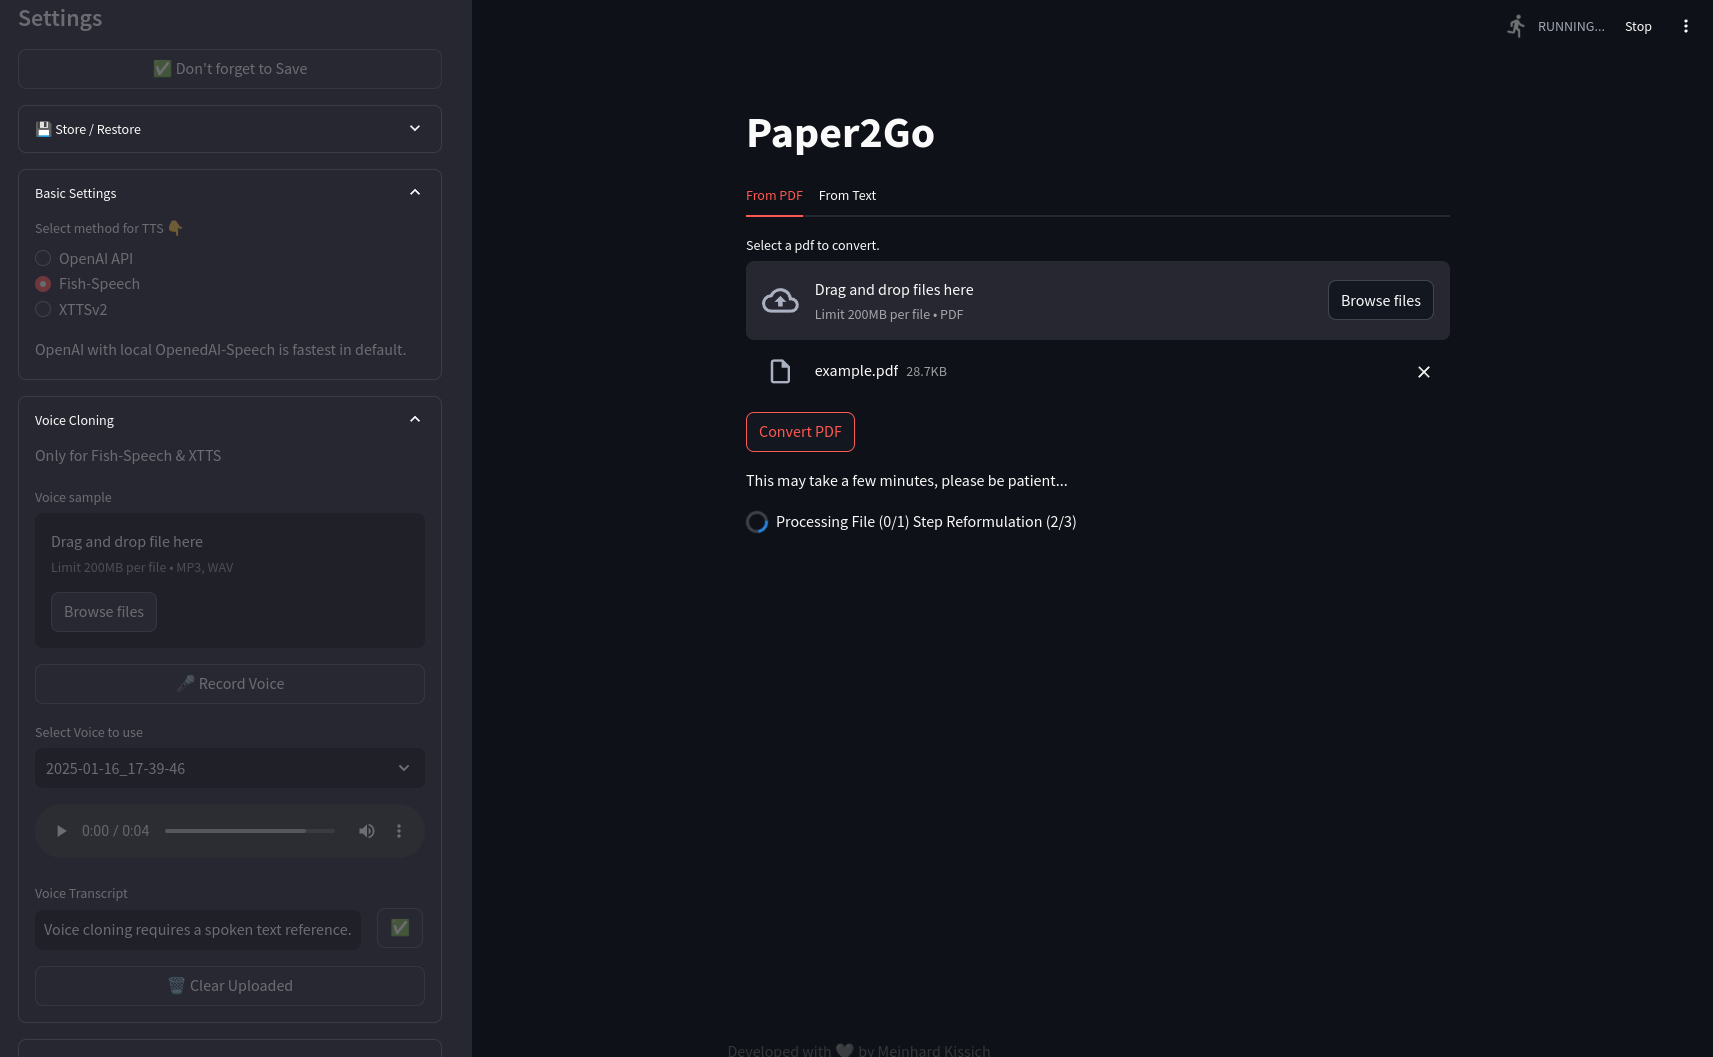 Settings
✅ Don't forget to Save
💾 Store / Restore
Basic Settings
Select method for TTS 👇
OpenAI API
Fish-Speech
XTTSv2
OpenAI with local OpenedAI-Speech is fastest in default.
Voice Cloning
Only for Fish-Speech & XTTS
Voice sample
Drag and drop file here
Limit 200MB per file • MP3, WAV
Browse files
🎤 Record Voice
Select Voice to use
2025-01-16_17-39-46
0:00 / 0:04
Voice Transcript
Voice cloning requires a spoken text reference.
✅
🗑️ Clear Uploaded
RUNNING...
Stop
Paper2Go
From PDF
From Text
Select a pdf to convert.
Drag and drop files here
Limit 200MB per file • PDF
Browse files
example.pdf 28.7KB
Convert PDF
This may take a few minutes, please be patient...
Processing File (0/1) Step Reformulation (2/3)
Developed with 🖤 by Meinhard Kissich